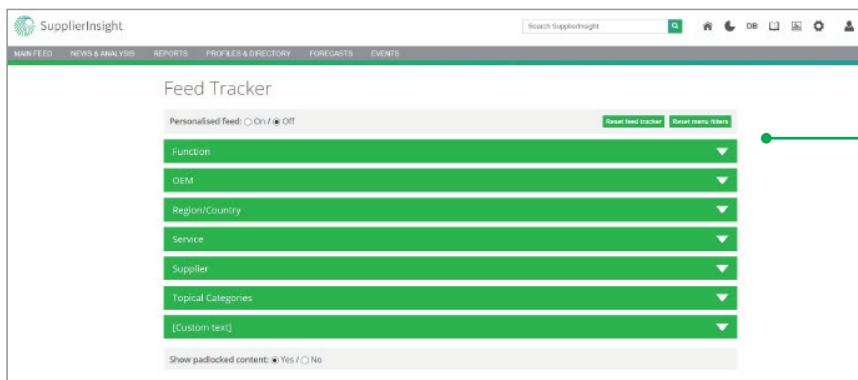 SupplierInsight
Search SupplierInsight
DB
MAIN FEED NEWS & ANALYSIS REPORTS PROFILES & DIRECTORY FORECASTS EVENTS
Feed Tracker
Personalised feed: On / Off
Reset feed tracker Reset menu filters
Function
OEM
Region/Country
Service
Supplier
Topical Categories
[Custom text]
Show padlocked content: Yes / No